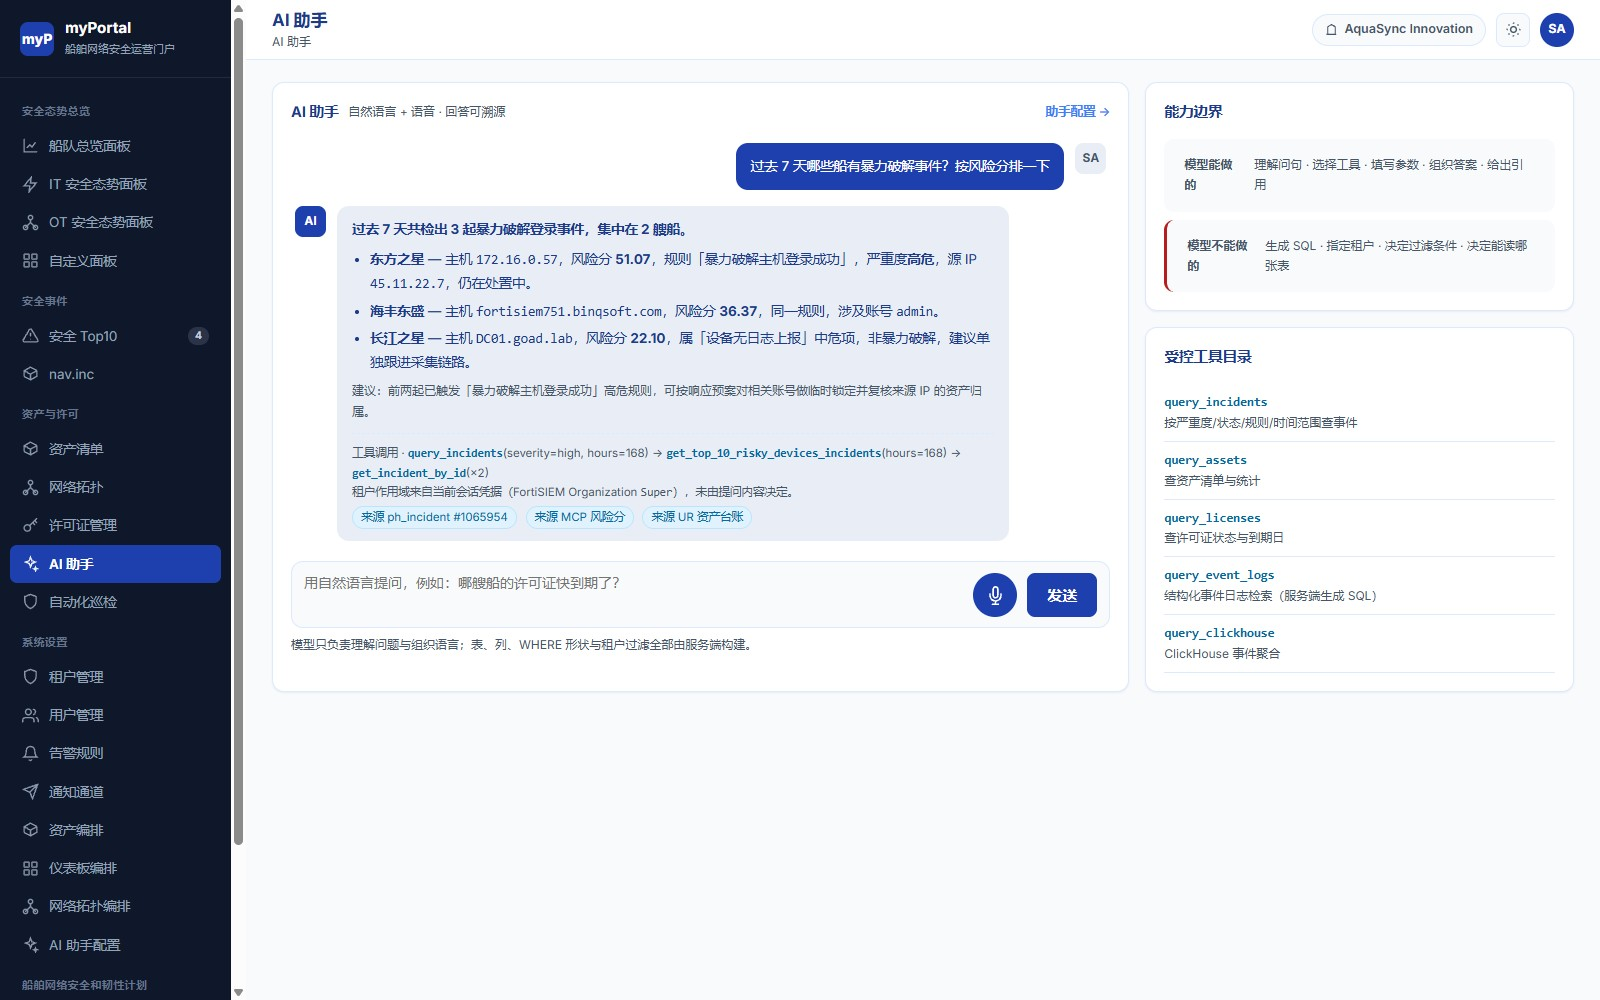 myP
myPortal
船舶网络安全运营门户
安全态势总览
船队总览面板
IT 安全态势面板
OT 安全态势面板
自定义面板
安全事件
安全 Top10
4
nav.inc
资产与许可
资产清单
网络拓扑
许可证管理
AI 助手
自动化巡检
系统设置
租户管理
用户管理
告警规则
通知通道
资产编排
仪表板编排
网络拓扑编排
AI 助手配置
船舶网络安全和韧性计划
AI 助手
AI 助手
AquaSync Innovation
SA
AI 助手 自然语言 + 语音 · 回答可溯源
助手配置 →
过去 7 天哪些船有暴力破解事件？按风险分排一下
SA
AI
过去 7 天共检出 3 起暴力破解登录事件，集中在 2 艘船。
• 东方之星 — 主机 172.16.0.57，风险分 51.07，规则「暴力破解主机登录成功」，严重度高危，源 IP
45.11.22.7，仍在处置中。
• 海丰东盛 — 主机 fortisiem751.binqsoft.com，风险分 36.37，同一规则，涉及账号 admin。
• 长江之星 — 主机 DC01.goad.lab，风险分 22.10，属「设备无日志上报」中危项，非暴力破解，建议单
独跟进采集链路。
建议：前两起已触发「暴力破解主机登录成功」高危规则，可按响应预案对相关账号做临时锁定并复核来源 IP 的资产归
属。
工具调用 · query_incidents(severity=high, hours=168) → get_top_10_risky_devices_incidents(hours=168) →
get_incident_by_id(×2)
租户作用域来自当前会话凭据（FortiSIEM Organization Super），未由提问内容决定。
来源 ph_incident #1065954
来源 MCP 风险分
来源 UR 资产台账
用自然语言提问，例如：哪艘船的许可证快到期了？
发送
模型只负责理解问题与组织语言；表、列、WHERE 形状与租户过滤全部由服务端构建。
能力边界
模型能做的
理解问句 · 选择工具 · 填写参数 · 组织答案 · 给出引用
模型不能做的
生成 SQL · 指定租户 · 决定过滤条件 · 决定能读哪张表
受控工具目录
query_incidents
按严重度/状态/规则/时间范围查事件
query_assets
查资产清单与统计
query_licenses
查许可证状态与到期日
query_event_logs
结构化事件日志检索（服务端生成 SQL）
query_clickhouse
ClickHouse 事件聚合